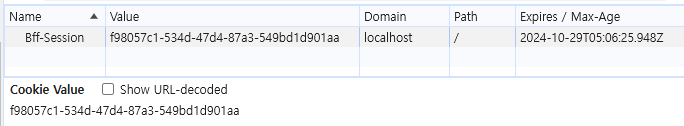 Name Value Domain Path Expires / Max-Age
Bff-Session f98057c1-534d-47d4-87a3-549bd1d901aa localhost / 2024-10-29T05:06:25.948Z
Cookie Value Show URL-decoded
f98057c1-534d-47d4-87a3-549bd1d901aa